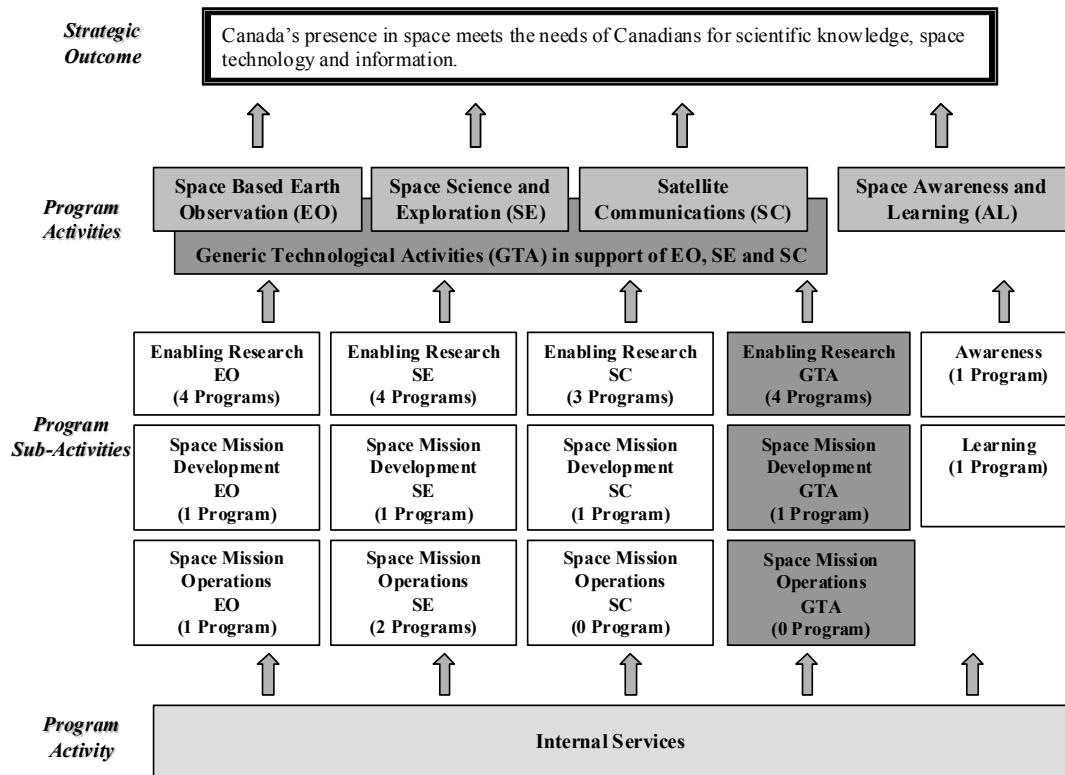 Strategic
Outcome
Canada's presence in space meets the needs of Canadians for scientific knowledge, space
technology and information.
Program
Activities
Space Based Earth
Observation (EO)
Space Science and
Exploration (SE)
Satellite
Communications (SC)
Space Awareness and
Learning (AL)
Generic Technological Activities (GTA) in support of EO, SE and SC
Program
Sub-Activities
Enabling Research
EO
(4 Programs)
Enabling Research
SE
(4 Programs)
Enabling Research
SC
(3 Programs)
Enabling Research
GTA
(4 Programs)
Awareness
(1 Program)
Space Mission
Development
EO
(1 Program)
Space Mission
Development
SE
(1 Program)
Space Mission
Development
SC
(1 Program)
Space Mission
Development
GTA
(1 Program)
Learning
(1 Program)
Space Mission
Operations
EO
(1 Program)
Space Mission
Operations
SE
(2 Programs)
Space Mission
Operations
SC
(0 Program)
Space Mission
Operations
GTA
(0 Program)
Program
Activity
Internal Services